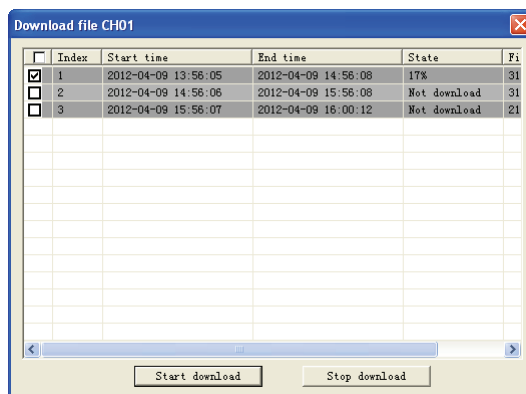 Download file CH01
Index Start time End time State Fi
1 2012-04-09 13:56:05 2012-04-09 14:56:08 17% 31
2 2012-04-09 14:56:06 2012-04-09 15:56:08 Not download 31
3 2012-04-09 15:56:07 2012-04-09 16:00:12 Not download 21
Start download Stop download